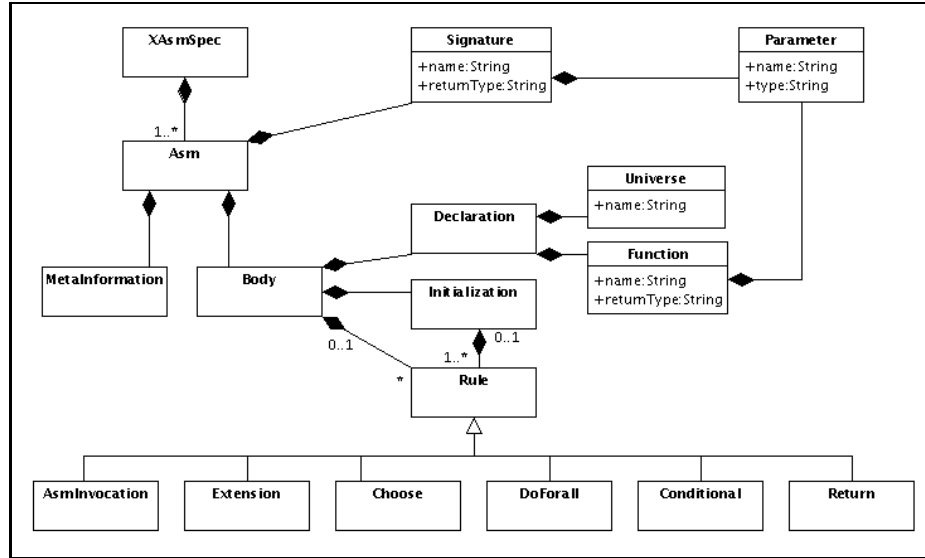 XAsmSpec
Signature
+name:String
+returnType:String
Parameter
+name:String
+type:String
1..*
Asm
Universe
+name:String
Declaration
MetaInformation
Body
Function
+name:String
+returnType:String
Initialization
0..1
0..1
1..*
*
Rule
AsmInvocation
Extension
Choose
DoForall
Conditional
Return